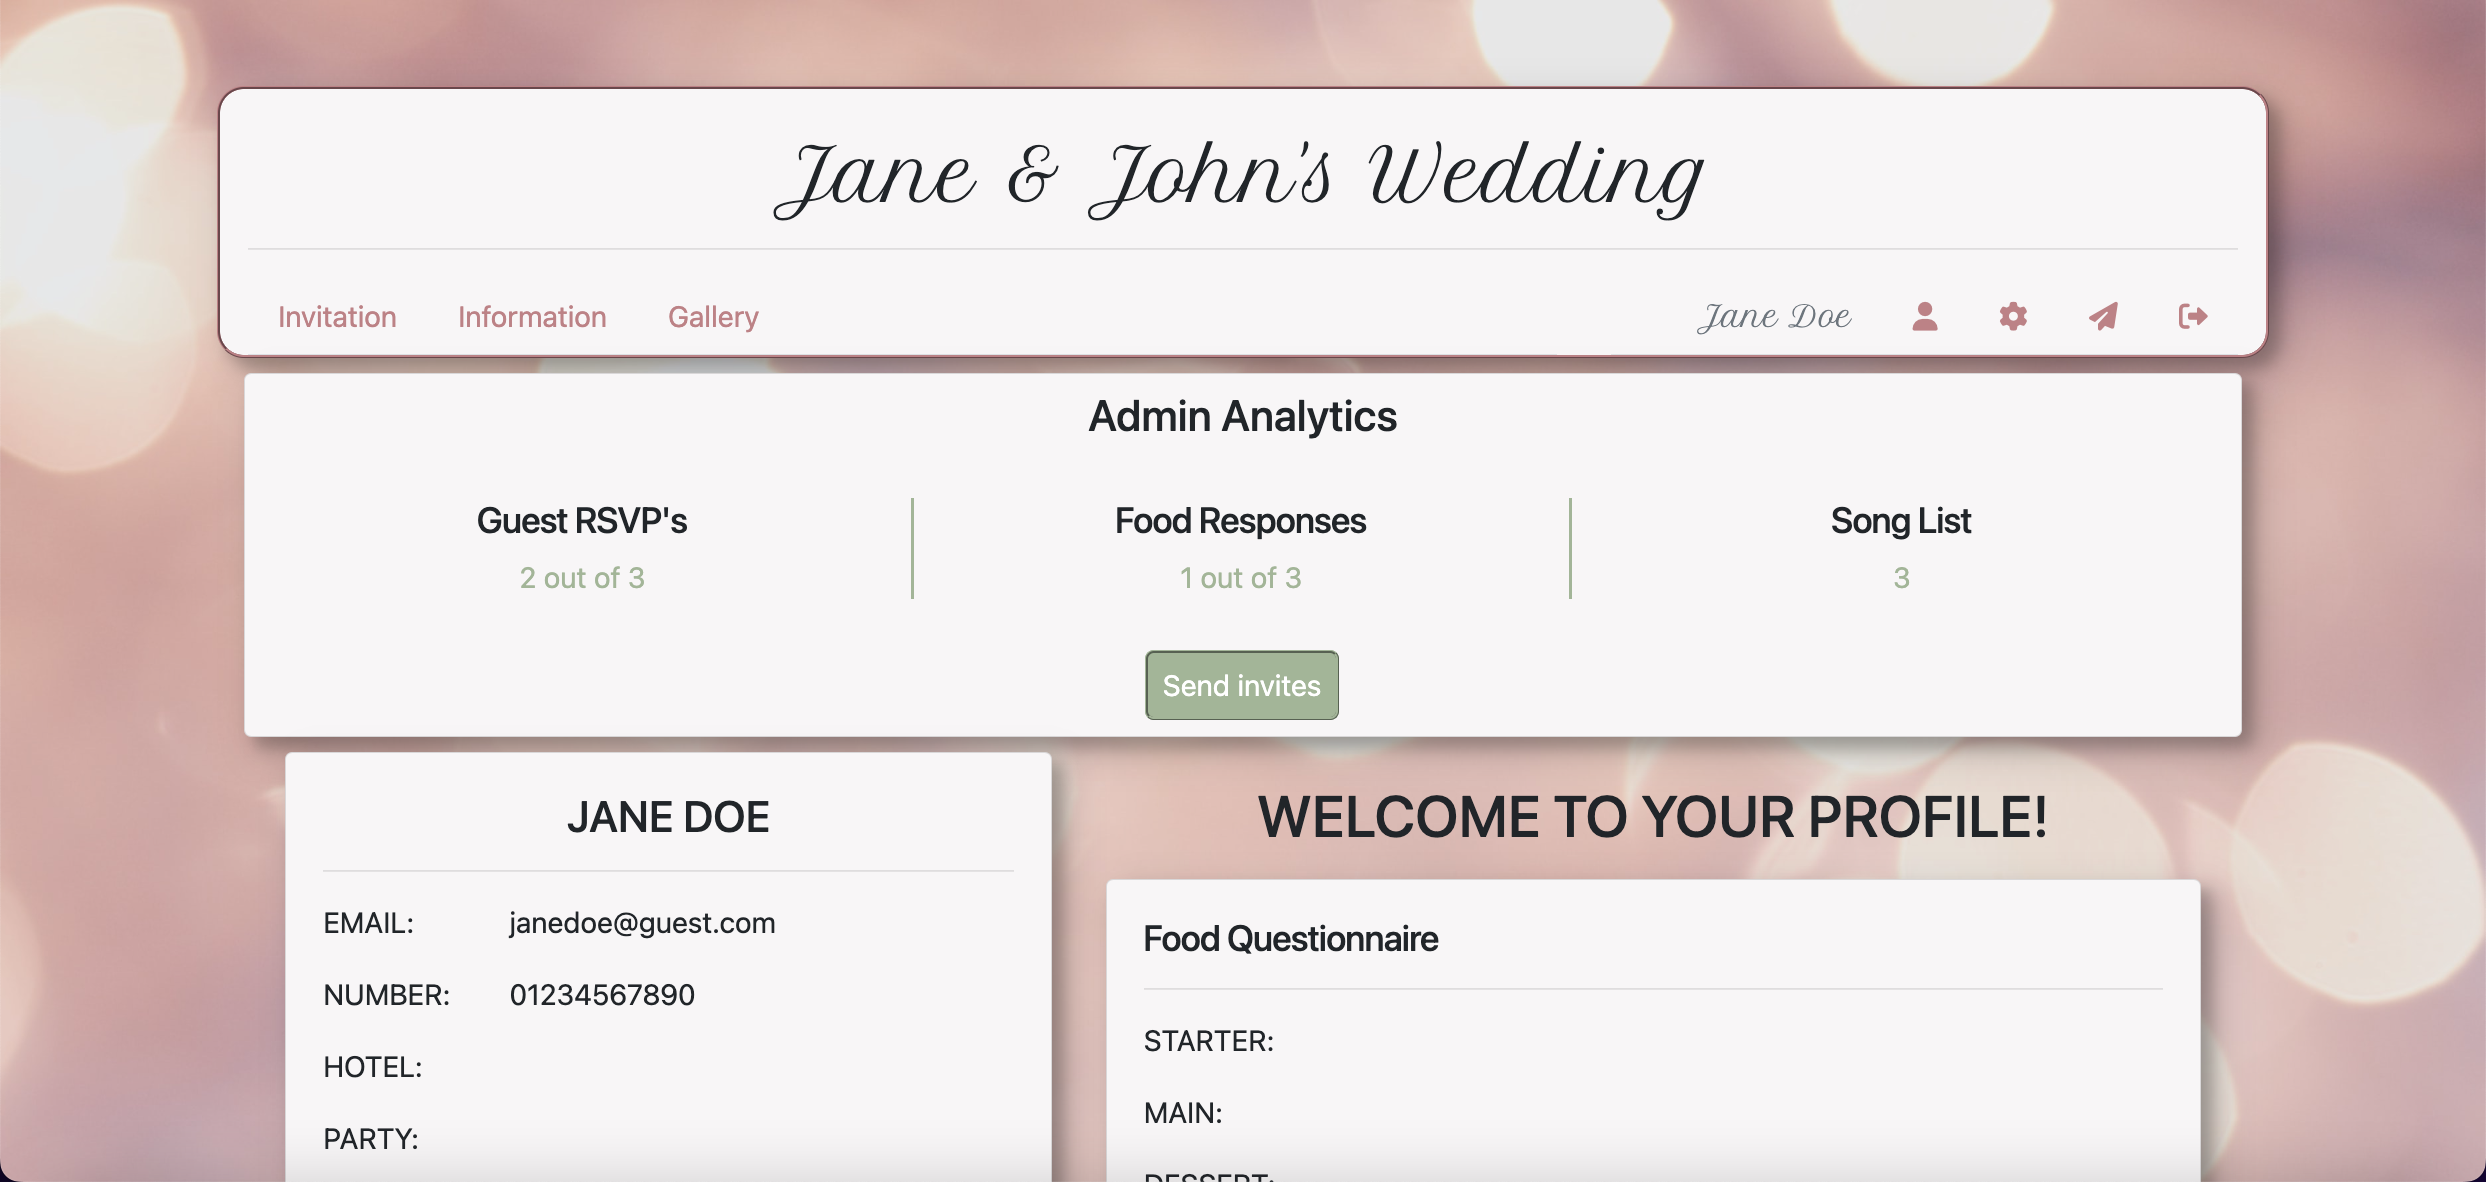 Jane & John's Wedding
Invitation Information Gallery Jane Doe
Admin Analytics
Guest RSVP's Food Responses Song List
2 out of 3 1 out of 3 3
Send invites
JANE DOE
EMAIL: janedoe@guest.com
NUMBER: 01234567890
HOTEL:
PARTY:
WELCOME TO YOUR PROFILE!
Food Questionnaire
STARTER:
MAIN:
DESSERT: